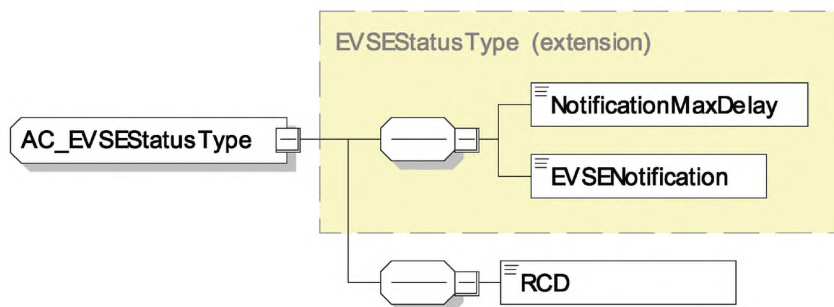 EVSEStatusType (extension)
NotificationMaxDelay
AC_EVSEStatusType
EVSENotification
RCD